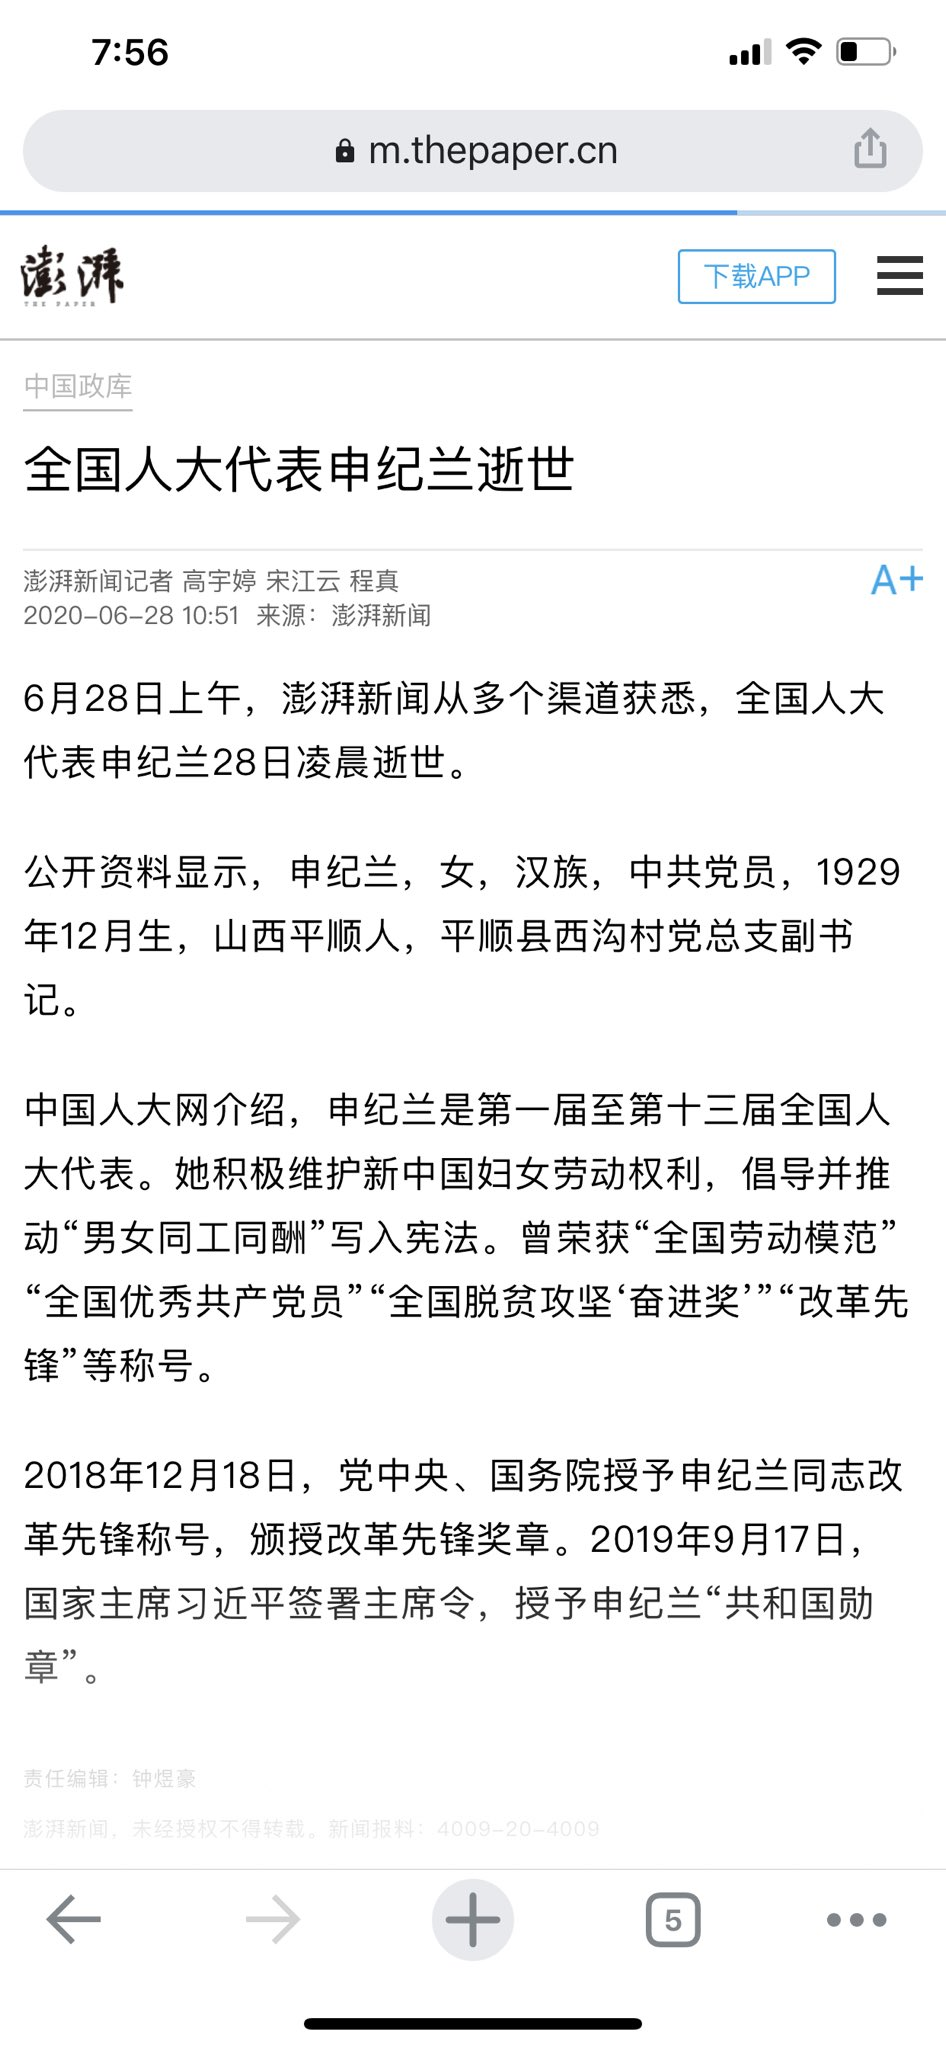 7:56
m.thepaper.cn
澎湃
THE PAPER
下载APP
中国政库
全国人大代表申纪兰逝世
澎湃新闻记者 高宇婷 宋江云 程真
A+
2020-06-28 10:51 来源：澎湃新闻
6月28日上午，澎湃新闻从多个渠道获悉，全国人大
代表申纪兰28日凌晨逝世。
公开资料显示，申纪兰，女，汉族，中共党员，1929
年12月生，山西平顺人，平顺县西沟村党总支副书
记。
中国人大网介绍，申纪兰是第一届至第十三届全国人
大代表。她积极维护新中国妇女劳动权利，倡导并推
动“男女同工同酬”写入宪法。曾荣获“全国劳动模范”
“全国优秀共产党员”“全国脱贫攻坚‘奋进奖’”“改革先
锋”等称号。
2018年12月18日，党中央、国务院授予申纪兰同志改
革先锋称号，颁授改革先锋奖章。2019年9月17日，
国家主席习近平签署主席令，授予申纪兰“共和国勋
章”。
责任编辑：钟煜豪
澎湃新闻，未经授权不得转载。新闻报料：4009-20-4009
5